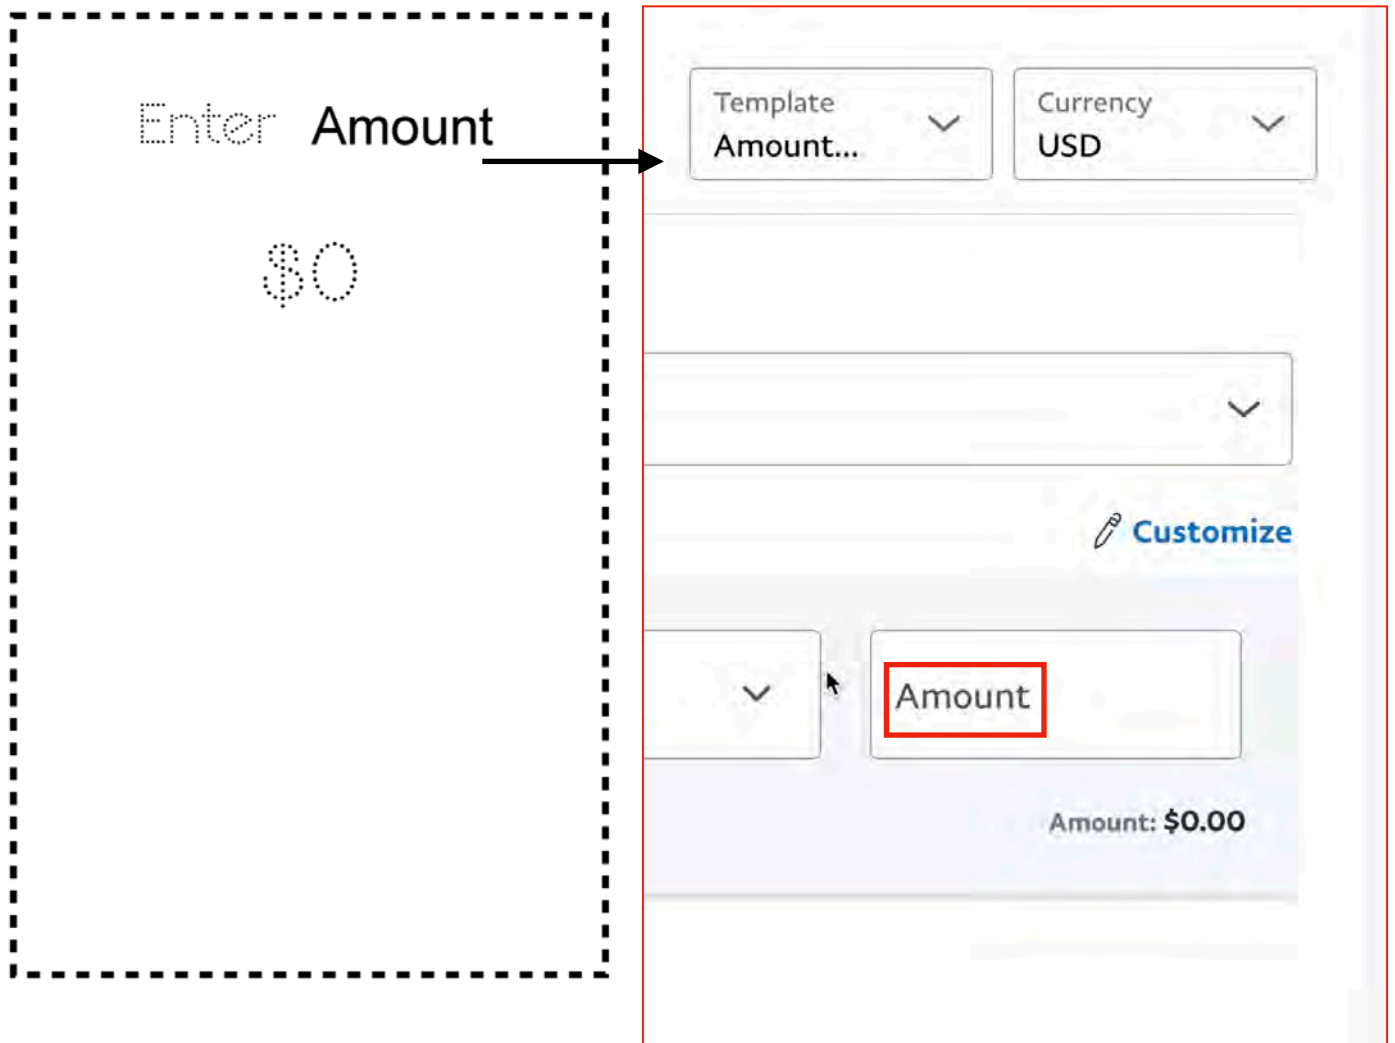 Enter Amount
$0
Template
Amount...
Currency
USD
Customize
Amount
Amount: $0.00